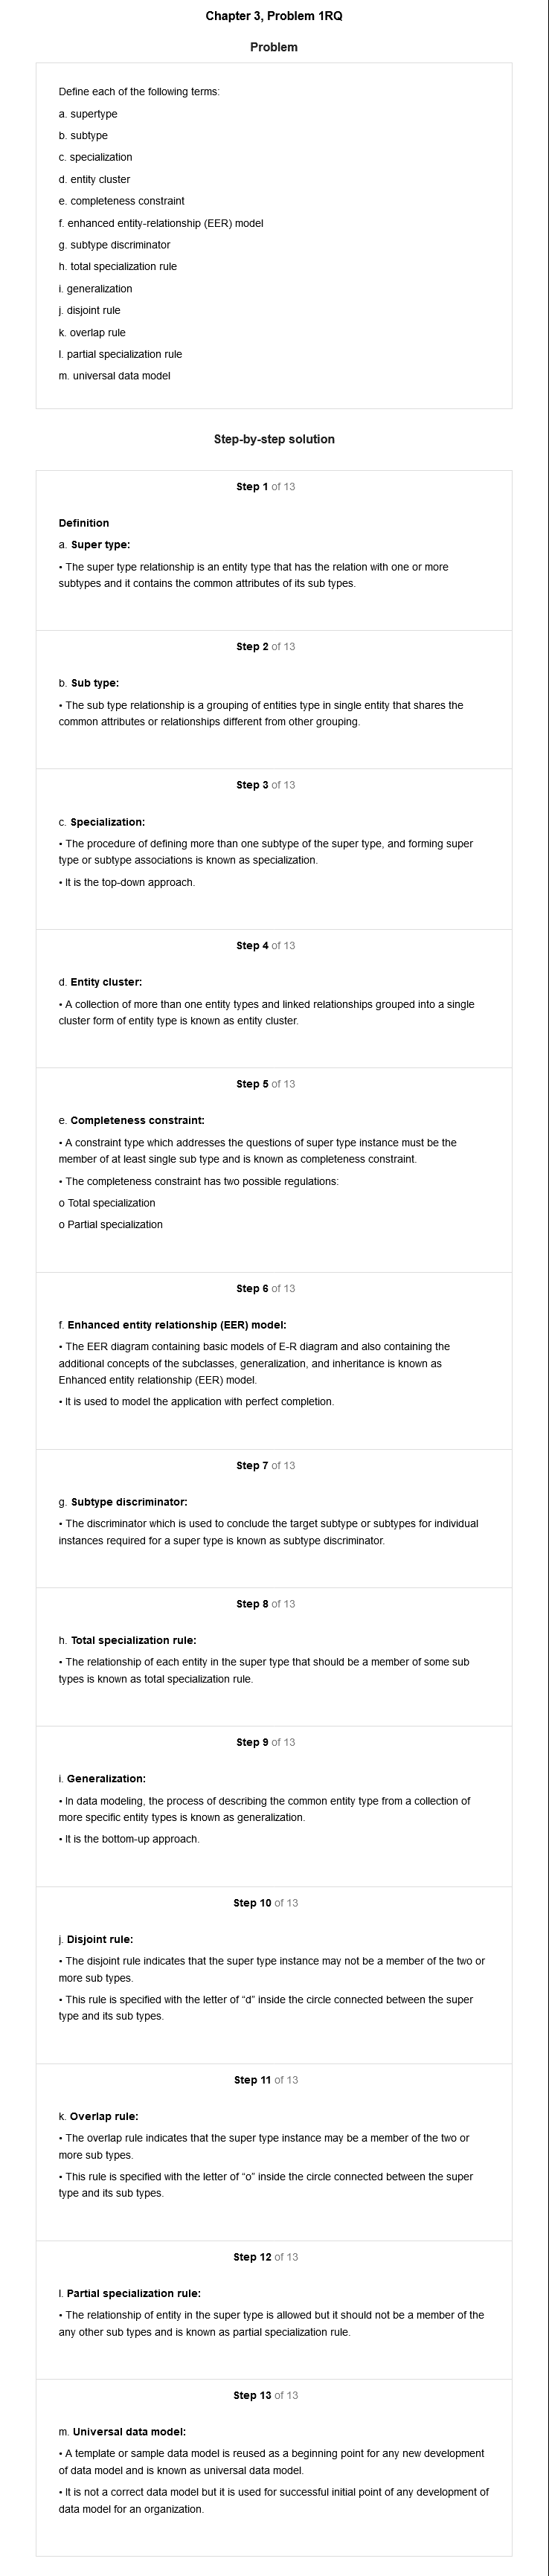 Chapter 3, Problem 1RQ
Problem
Define each of the following terms:
a. supertype
b. subtype
c. specialization
d. entity cluster
e. completeness constraint
f. enhanced entity-relationship (EER) model
g. subtype discriminator
h. total specialization rule
i. generalization
j. disjoint rule
k. overlap rule
l. partial specialization rule
m. universal data model
Step-by-step solution
Step 1 of 13
Definition
a. Super type:
• The super type relationship is an entity type that has the relation with one or more
subtypes and it contains the common attributes of its sub types.
Step 2 of 13
b. Sub type:
• The sub type relationship is a grouping of entities type in single entity that shares the
common attributes or relationships different from other grouping.
Step 3 of 13
c. Specialization:
• The procedure of defining more than one subtype of the super type, and forming super
type or subtype associations is known as specialization.
• It is the top-down approach.
Step 4 of 13
d. Entity cluster:
• A collection of more than one entity types and linked relationships grouped into a single
cluster form of entity type is known as entity cluster.
Step 5 of 13
e. Completeness constraint:
• A constraint type which addresses the questions of super type instance must be the
member of at least single sub type and is known as completeness constraint.
• The completeness constraint has two possible regulations:
o Total specialization
o Partial specialization
Step 6 of 13
f. Enhanced entity relationship (EER) model:
• The EER diagram containing basic models of E-R diagram and also containing the
additional concepts of the subclasses, generalization, and inheritance is known as
Enhanced entity relationship (EER) model.
• It is used to model the application with perfect completion.
Step 7 of 13
g. Subtype discriminator:
• The discriminator which is used to conclude the target subtype or subtypes for individual
instances required for a super type is known as subtype discriminator.
Step 8 of 13
h. Total specialization rule:
• The relationship of each entity in the super type that should be a member of some sub
types is known as total specialization rule.
Step 9 of 13
i. Generalization:
• In data modeling, the process of describing the common entity type from a collection of
more specific entity types is known as generalization.
• It is the bottom-up approach.
Step 10 of 13
j. Disjoint rule:
• The disjoint rule indicates that the super type instance may not be a member of the two or
more sub types.
• This rule is specified with the letter of “d” inside the circle connected between the super
type and its sub types.
Step 11 of 13
k. Overlap rule:
• The overlap rule indicates that the super type instance may be a member of the two or
more sub types.
• This rule is specified with the letter of “o” inside the circle connected between the super
type and its sub types.
Step 12 of 13
l. Partial specialization rule:
• The relationship of entity in the super type is allowed but it should not be a member of the
any other sub types and is known as partial specialization rule.
Step 13 of 13
m. Universal data model:
• A template or sample data model is reused as a beginning point for any new development
of data model and is known as universal data model.
• It is not a correct data model but it is used for successful initial point of any development of
data model for an organization.